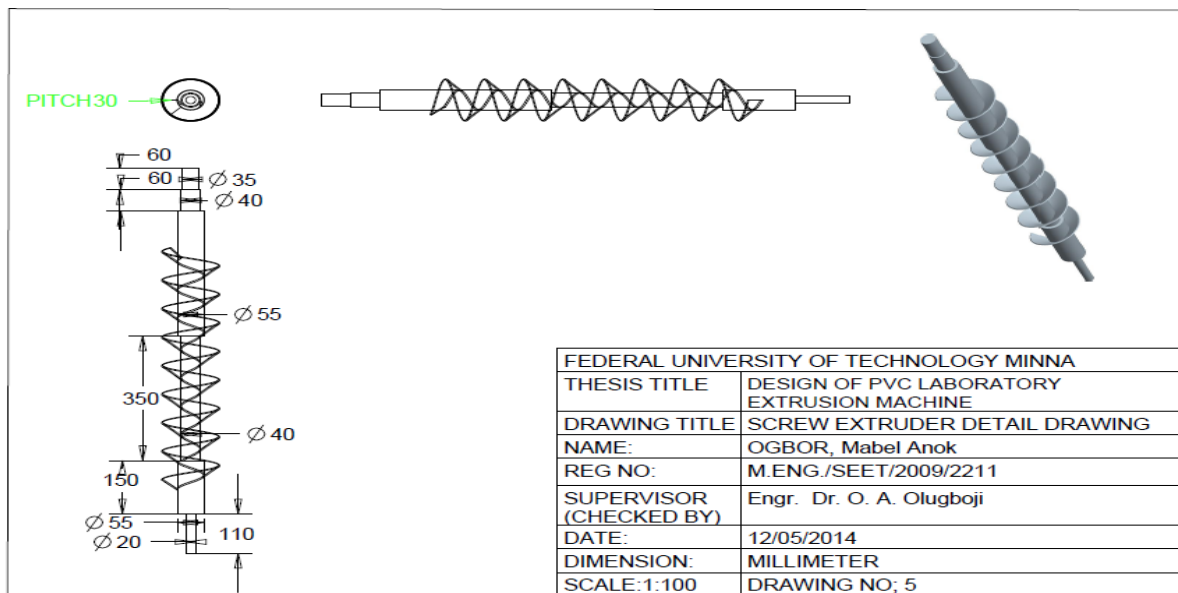 PITCH30
60
60
Ø 35
Ø 40
Ø 55
350
Ø 40
150
Ø 55
110
Ø 20
FEDERAL UNIVERSITY OF TECHNOLOGY MINNA
THESIS TITLE DESIGN OF PVC LABORATORY
EXTRUSION MACHINE
DRAWING TITLE SCREW EXTRUDER DETAIL DRAWING
NAME: OGBOR, Mabel Anok
REG NO: M.ENG./SEET/2009/2211
SUPERVISOR Engr. Dr. O. A. Olugboji
(CHECKED BY)
DATE: 12/05/2014
DIMENSION: MILLIMETER
SCALE:1:100 DRAWING NO; 5